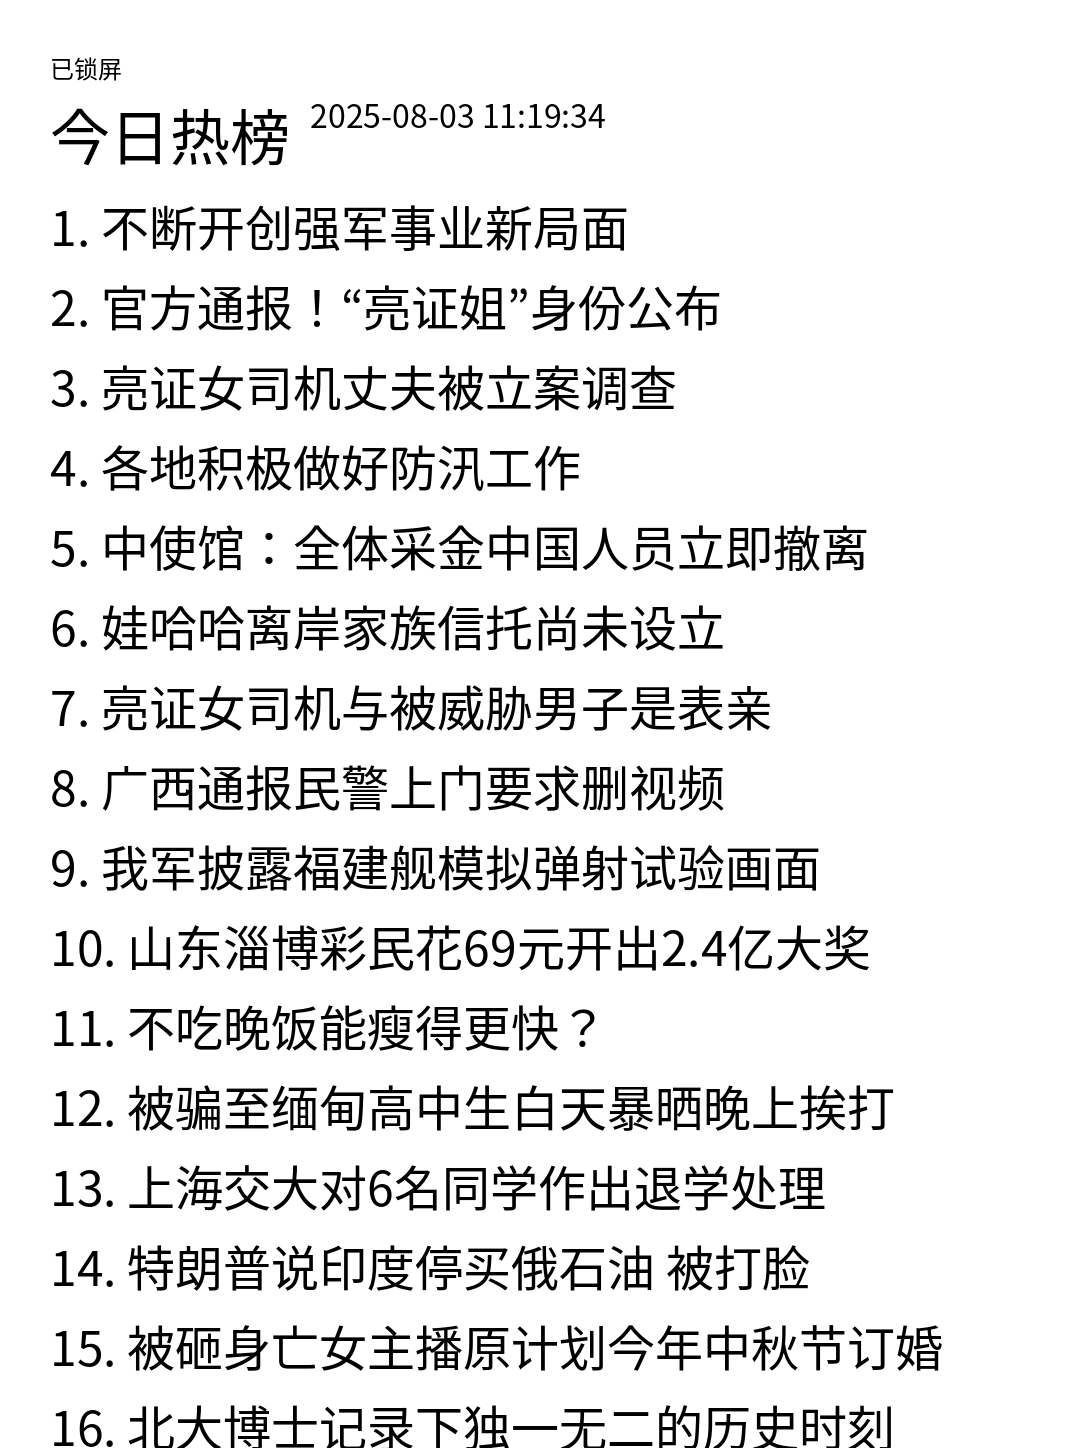 已锁屏
今日热榜 2025-08-03 11:19:34
1. 不断开创强军事业新局面
2. 官方通报！“亮证姐”身份公布
3. 亮证女司机丈夫被立案调查
4. 各地积极做好防汛工作
5. 中使馆：全体采金中国人员立即撤离
6. 娃哈哈离岸家族信托尚未设立
7. 亮证女司机与被威胁男子是表亲
8. 广西通报民警上门要求删视频
9. 我军披露福建舰模拟弹射试验画面
10. 山东淄博彩民花69元开出2.4亿大奖
11. 不吃晚饭能瘦得更快？
12. 被骗至缅甸高中生白天暴晒晚上挨打
13. 上海交大对6名同学作出退学处理
14. 特朗普说印度停买俄石油 被打脸
15. 被砸身亡女主播原计划今年中秋节订婚
16. 北大博士记录下独一无二的历史时刻